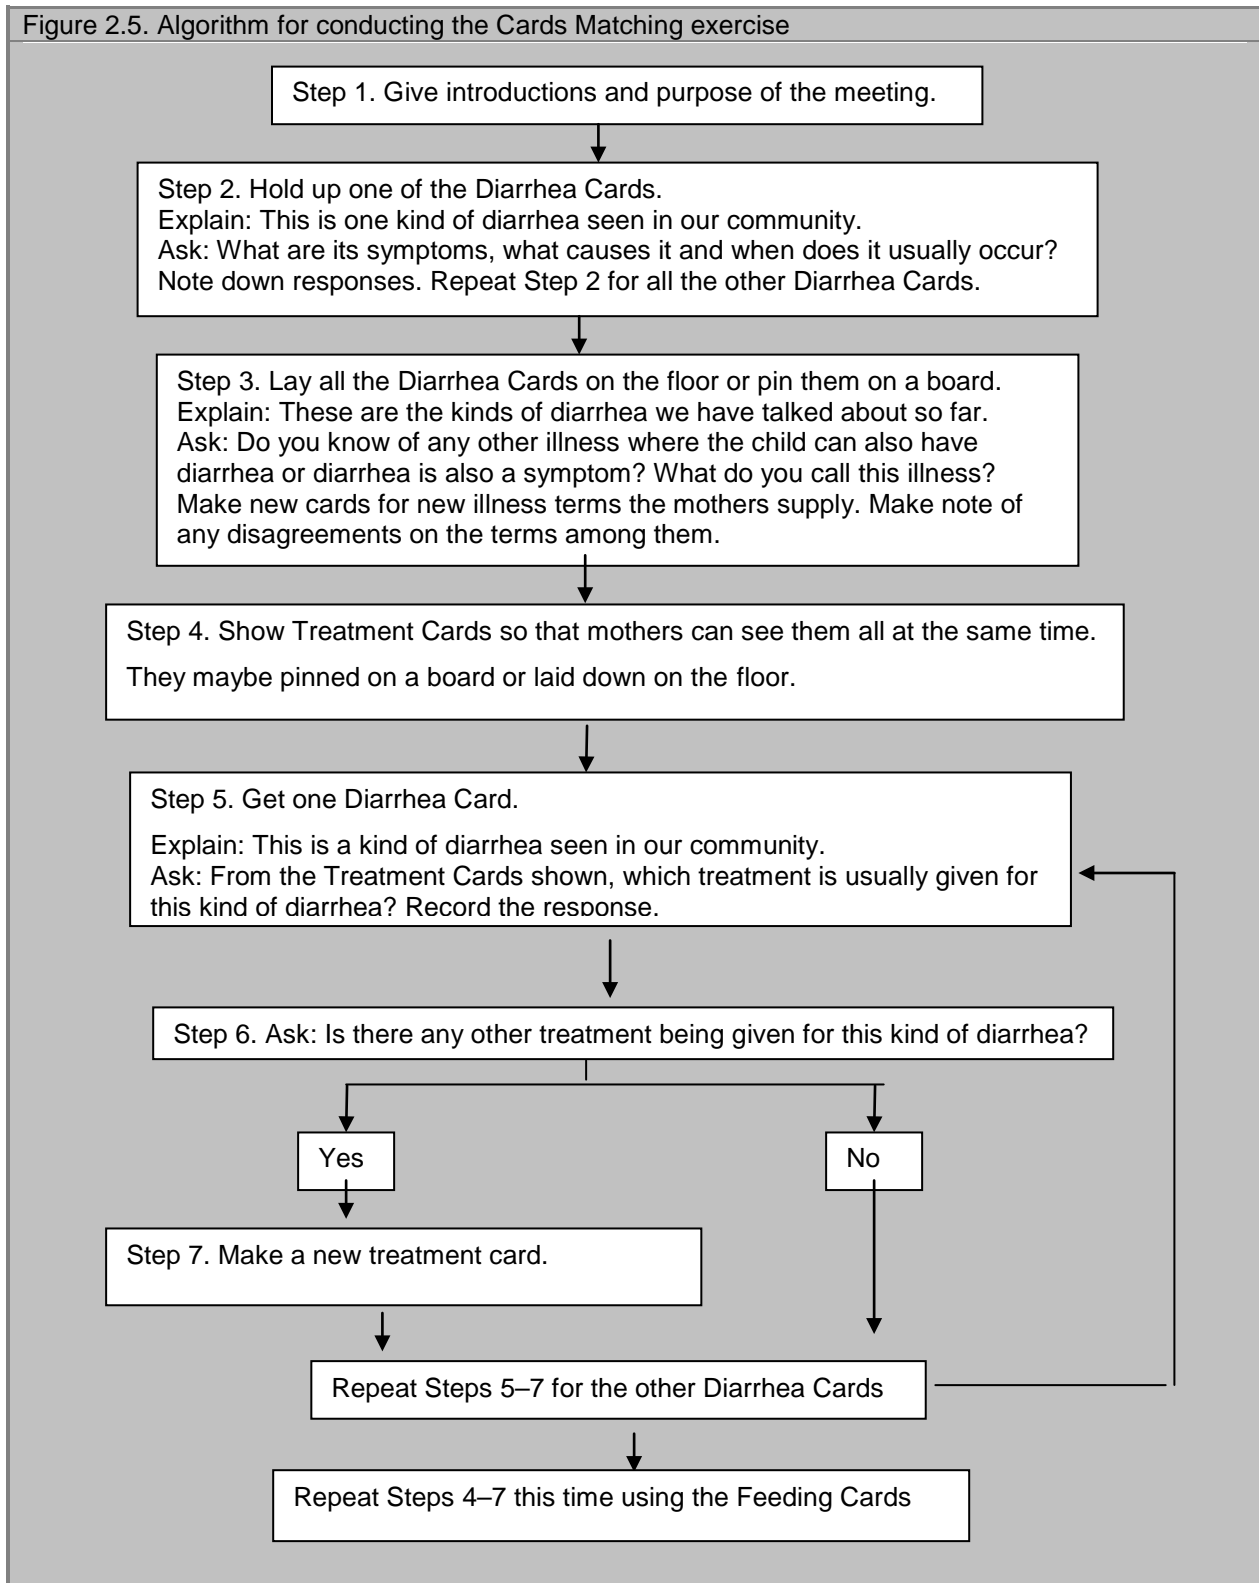 Figure 2.5. Algorithm for conducting the Cards Matching exercise
Step 1. Give introductions and purpose of the meeting.
Step 2. Hold up one of the Diarrhea Cards.
Explain: This is one kind of diarrhea seen in our community.
Ask: What are its symptoms, what causes it and when does it usually occur?
Note down responses. Repeat Step 2 for all the other Diarrhea Cards.
Step 3. Lay all the Diarrhea Cards on the floor or pin them on a board.
Explain: These are the kinds of diarrhea we have talked about so far.
Ask: Do you know of any other illness where the child can also have
diarrhea or diarrhea is also a symptom? What do you call this illness?
Make new cards for new illness terms the mothers supply. Make note of
any disagreements on the terms among them.
Step 4. Show Treatment Cards so that mothers can see them all at the same time.
They maybe pinned on a board or laid down on the floor.
Step 5. Get one Diarrhea Card.
Explain: This is a kind of diarrhea seen in our community.
Ask: From the Treatment Cards shown, which treatment is usually given for
this kind of diarrhea? Record the response.
Step 6. Ask: Is there any other treatment being given for this kind of diarrhea?
Yes
No
Step 7. Make a new treatment card.
Repeat Steps 5–7 for the other Diarrhea Cards
Repeat Steps 4–7 this time using the Feeding Cards